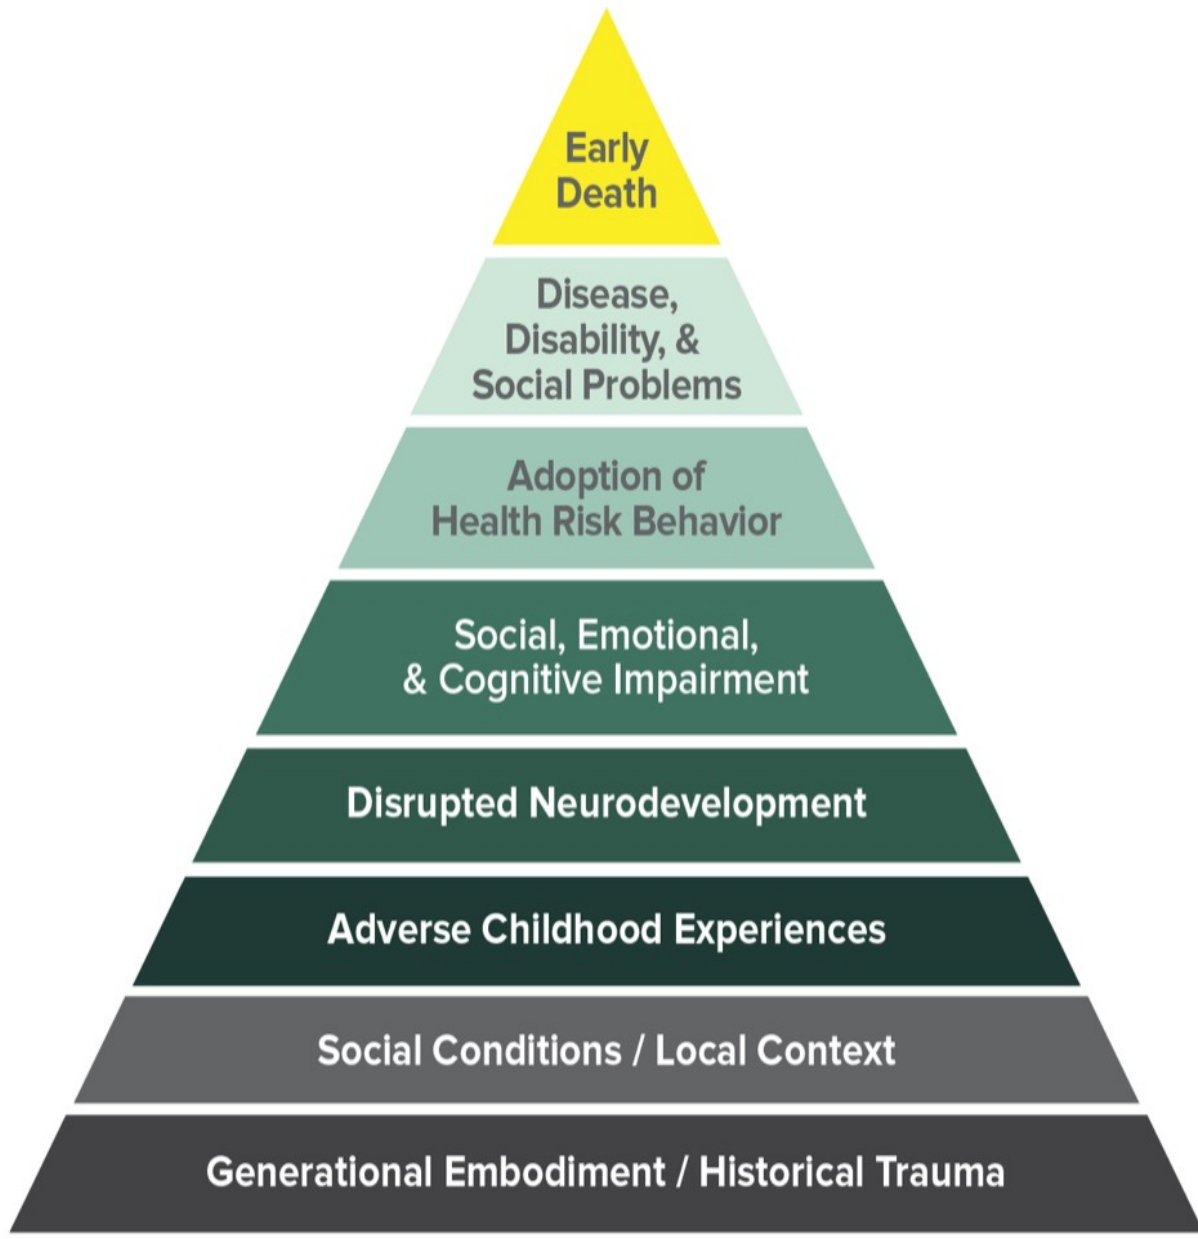 Early
Death
Disease,
Disability, &
Social Problems
Adoption of
Health Risk Behavior
Social, Emotional,
& Cognitive Impairment
Disrupted Neurodevelopment
Adverse Childhood Experiences
Social Conditions / Local Context
Generational Embodiment / Historical Trauma